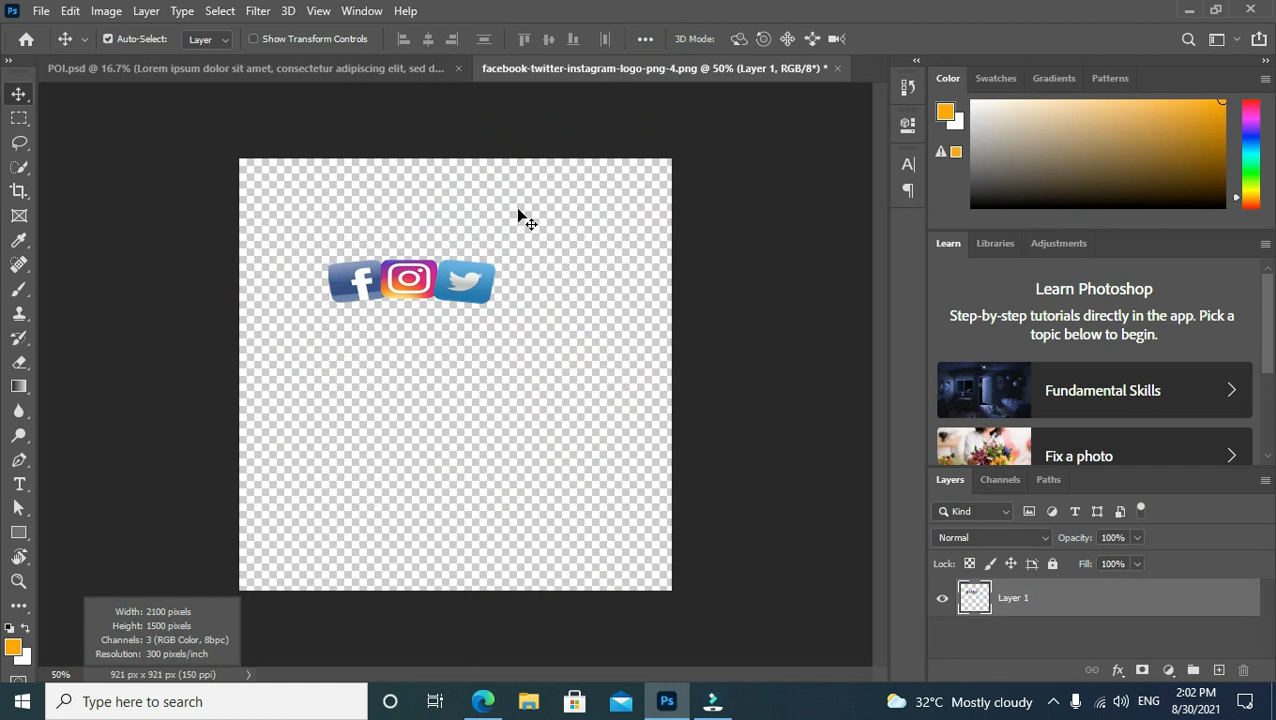 Ps File Edit Image Layer Type Select Filter 3D View Window Help
Auto-Select: Layer Show Transform Controls 3D Mode:
POI.psd @ 16.7% (Lorem ipsum dolor sit amet, consectetur adipiscing elit, sed d... facebook-twitter-instagram-logo-png-4.png @ 50% (Layer 1, RGB/8*) *
Color Swatches Gradients Patterns
Learn Libraries Adjustments
Learn Photoshop
Step-by-step tutorials directly in the app. Pick a
topic below to begin.
Fundamental Skills
Fix a photo
Layers Channels Paths
Kind
Normal Opacity: 100%
Lock: Fill: 100%
Layer 1
Width: 2100 pixels
Height: 1500 pixels
Channels: 3 (RGB Color, 8bpc)
Resolution: 300 pixels/inch
50% 921 px x 921 px (150 ppi)
Type here to search Ps 32°C Mostly cloudy ENG 2:02 PM
8/30/2021